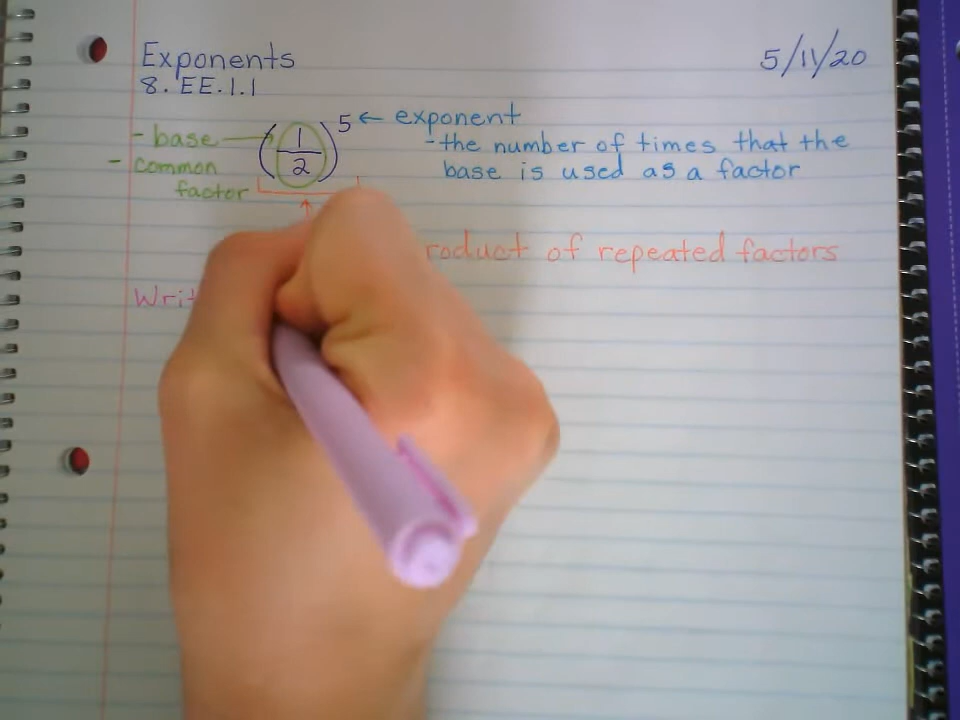 Exponents
5/11/20
8.EE.1.1
- base
- common
factor
(1/2)^5 ← exponent
- the number of times that the
base is used as a factor
roduct of repeated factors
Writ